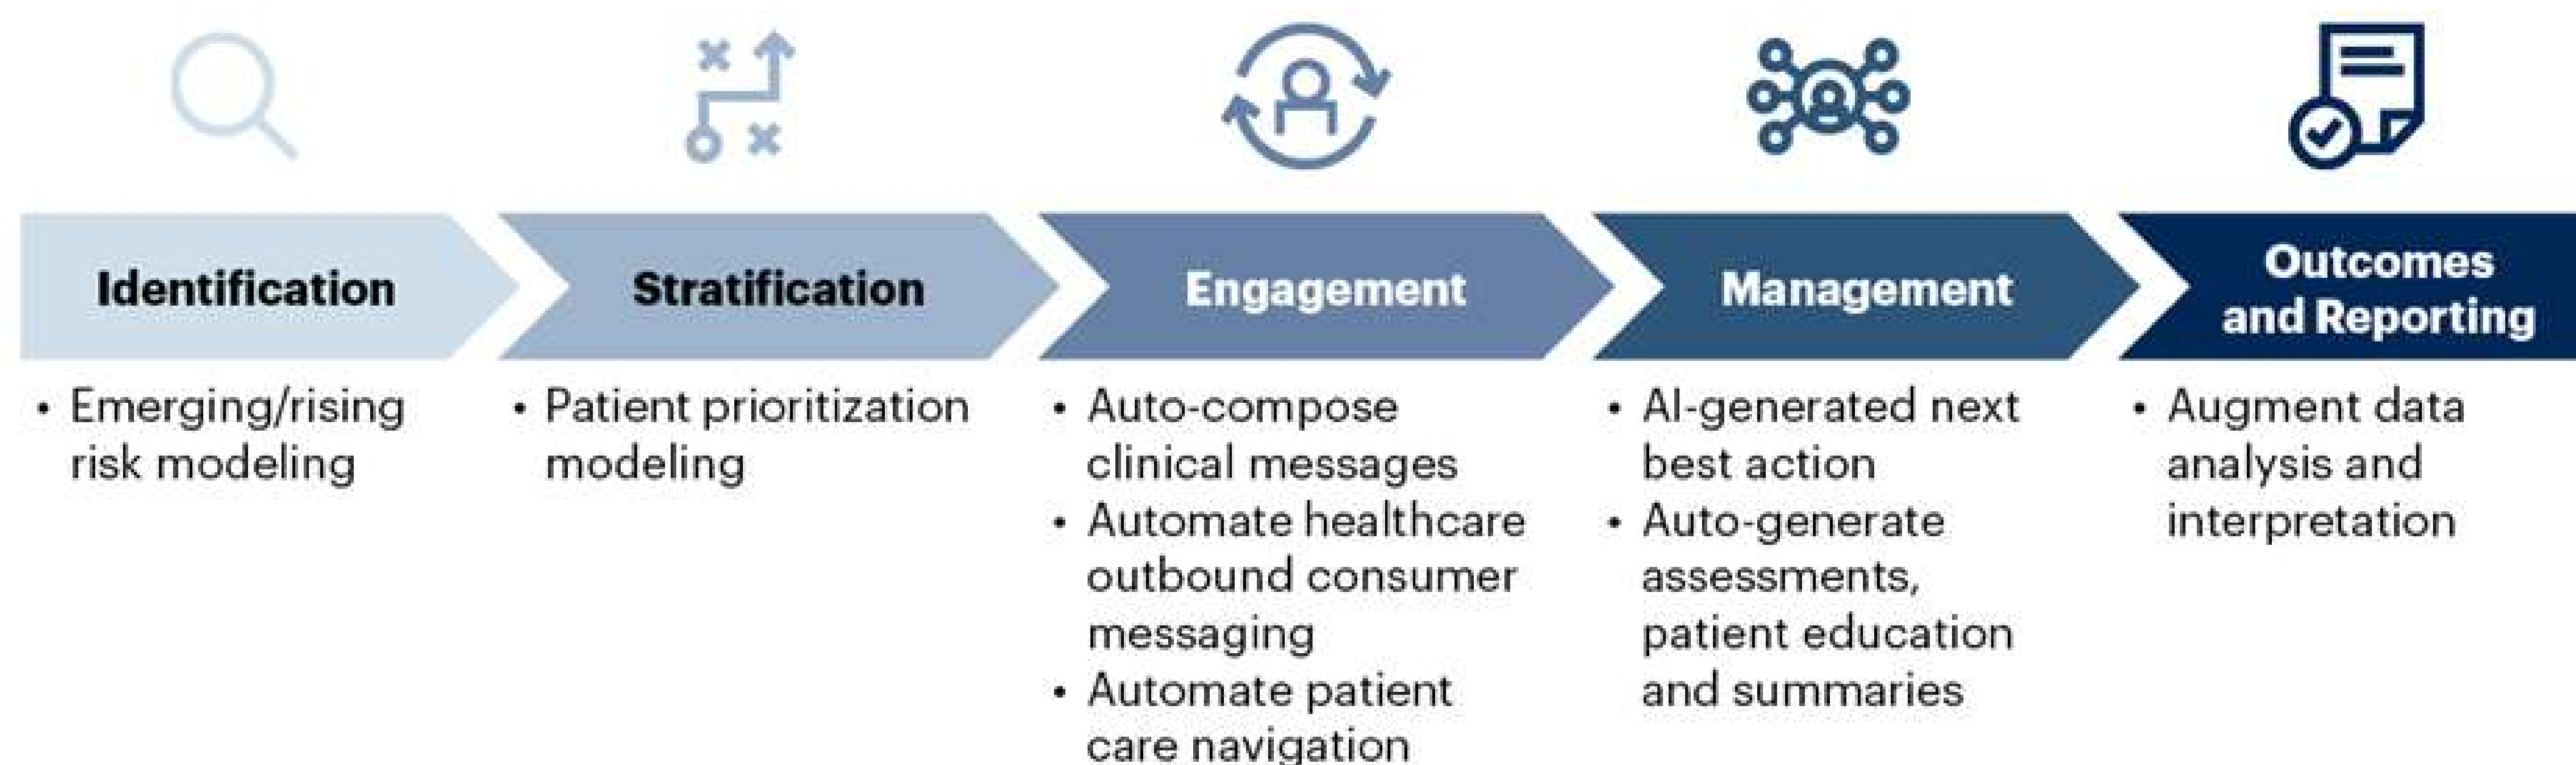 Identification
Stratification
Engagement
Management
Outcomes
and Reporting
• Emerging/rising
risk modeling
• Patient prioritization
modeling
• Auto-compose
clinical messages
• Automate healthcare
outbound consumer
messaging
• Automate patient
care navigation
• AI-generated next
best action
• Auto-generate
assessments,
patient education
and summaries
• Augment data
analysis and
interpretation